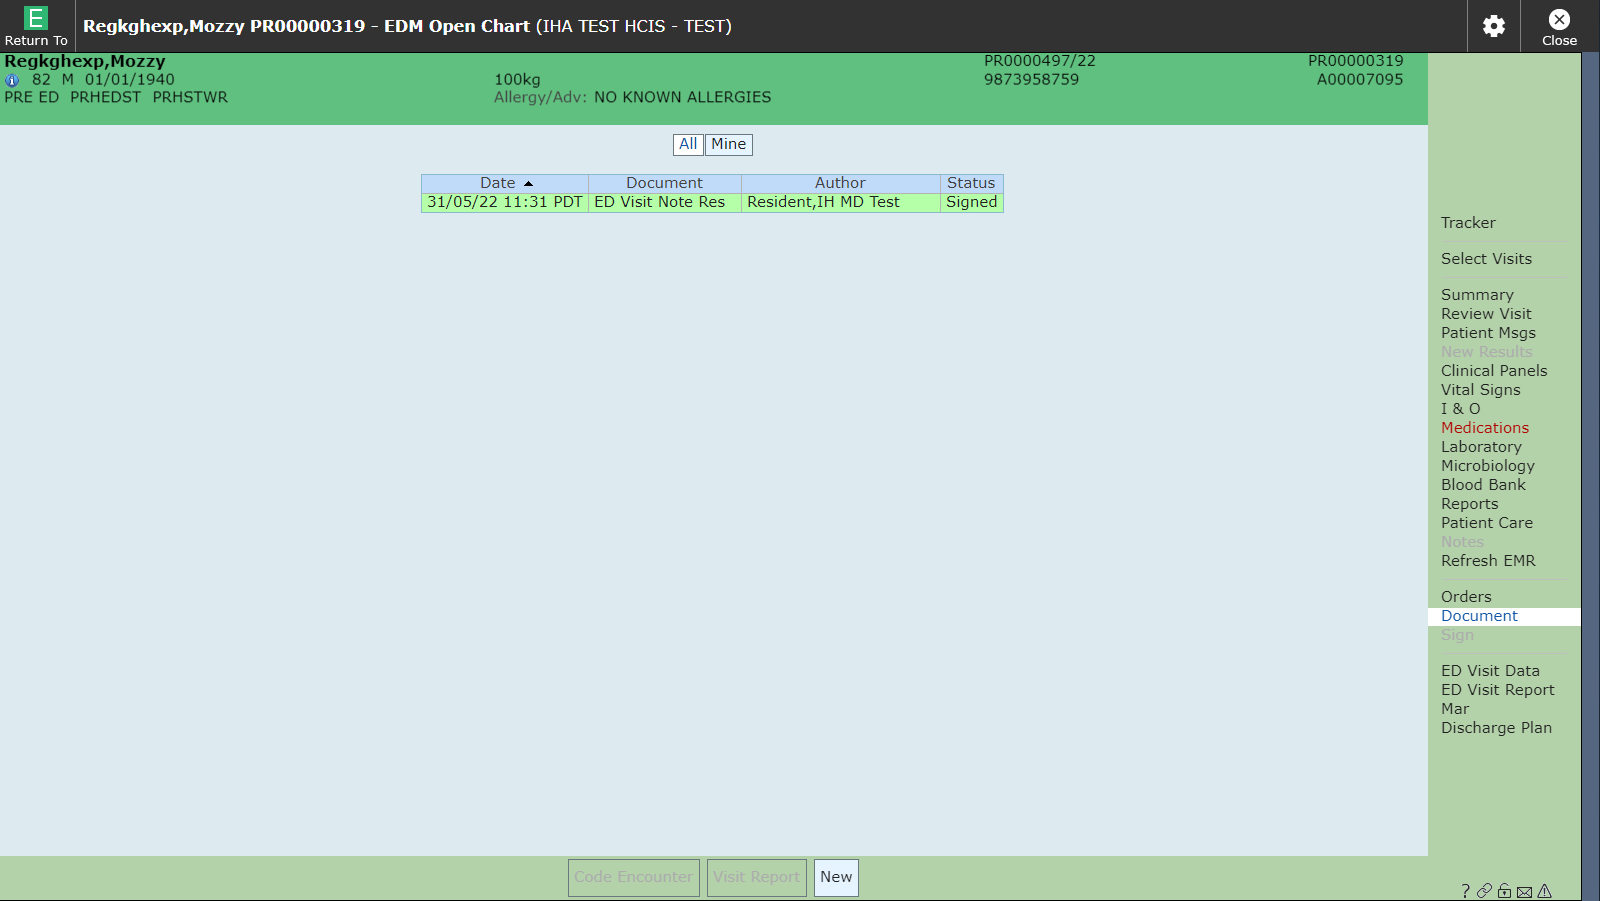 E
Return To
Regkghexp,Mozzy PR00000319 - EDM Open Chart (IHA TEST HCIS - TEST)
Close
Regkghexp,Mozzy PR0000497/22 PR00000319
82 M 01/01/1940 100kg 9873958759 A00007095
PRE ED PRHEDST PRHSTWR Allergy/Adv: NO KNOWN ALLERGIES
All Mine
Date Document Author Status
31/05/22 11:31 PDT ED Visit Note Res Resident,IH MD Test Signed
Tracker
Select Visits
Summary
Review Visit
Patient Msgs
New Results
Clinical Panels
Vital Signs
I & O
Medications
Laboratory
Microbiology
Blood Bank
Reports
Patient Care
Notes
Refresh EMR
Orders
Document
Sign
ED Visit Data
ED Visit Report
Mar
Discharge Plan
Code Encounter Visit Report New
?